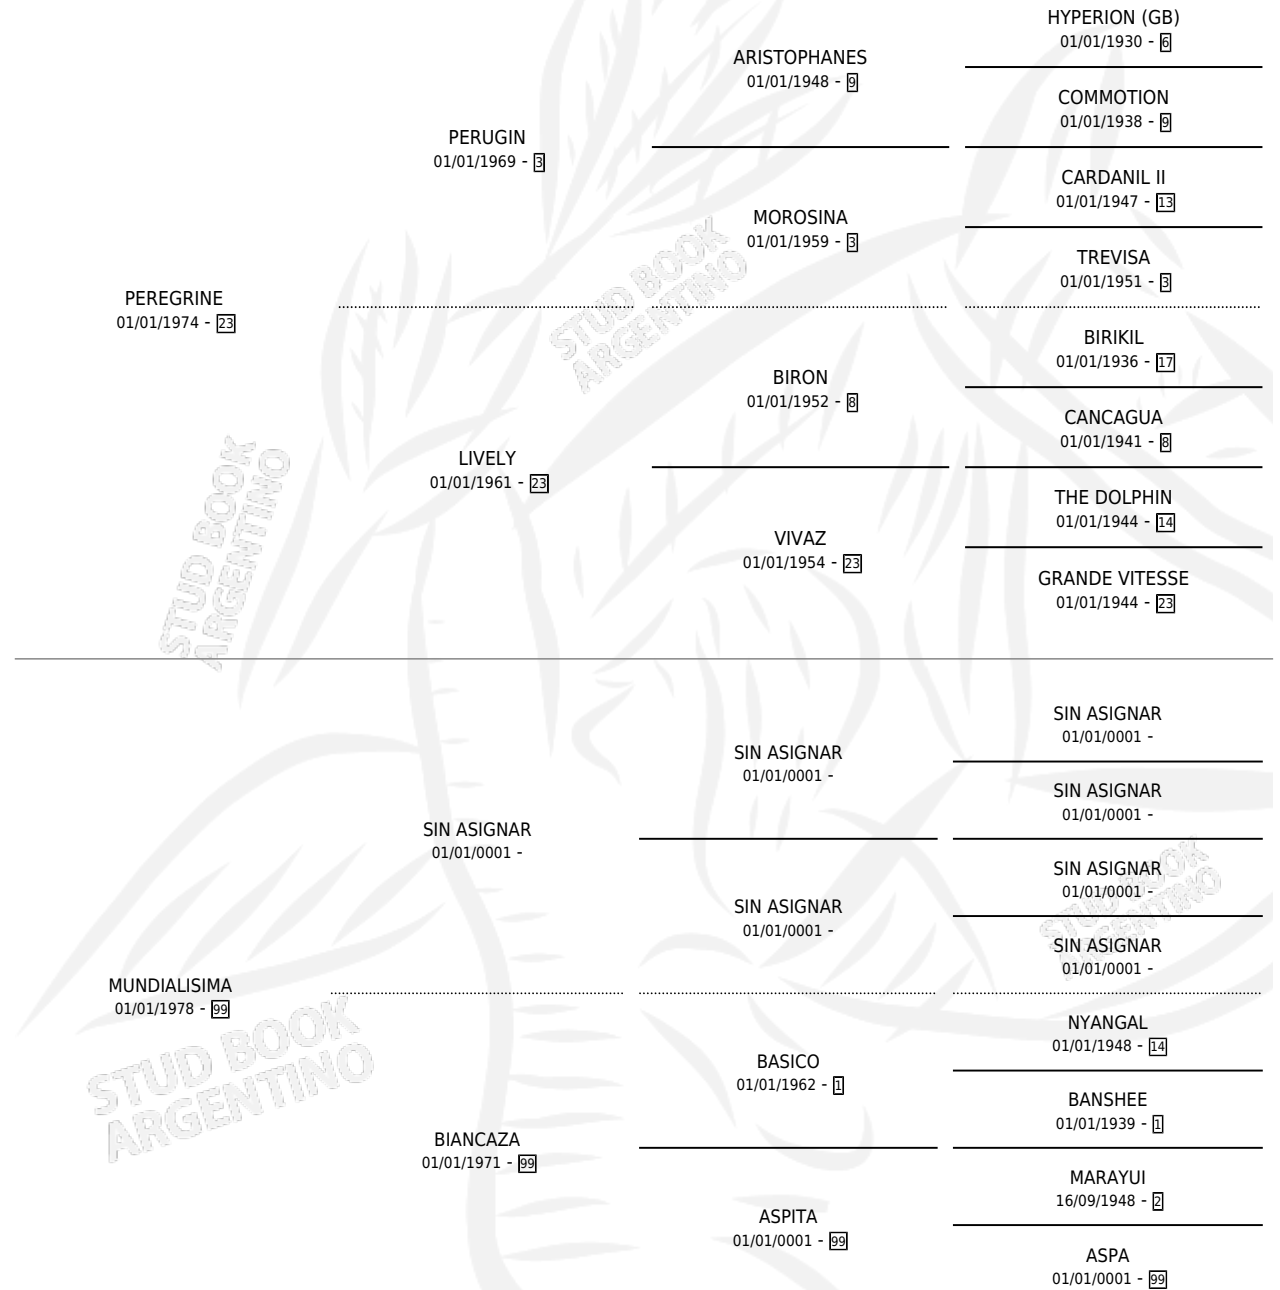 HYPERION (GB)
01/01/1930 - 6
ARISTOPHANES
01/01/1948 - 9
COMMOTION
01/01/1938 - 9
PERUGIN
01/01/1969 - 3
CARDANIL II
01/01/1947 - 13
MOROSINA
01/01/1959 - 3
TREVISA
01/01/1951 - 3
PEREGRINE
01/01/1974 - 23
BIRIKIL
01/01/1936 - 17
BIRON
01/01/1952 - 8
CANCAGUA
01/01/1941 - 8
LIVELY
01/01/1961 - 23
THE DOLPHIN
01/01/1944 - 14
VIVAZ
01/01/1954 - 23
GRANDE VITESSE
01/01/1944 - 23
SIN ASIGNAR
01/01/0001 -
SIN ASIGNAR
01/01/0001 -
SIN ASIGNAR
01/01/0001 -
SIN ASIGNAR
01/01/0001 -
SIN ASIGNAR
01/01/0001 -
SIN ASIGNAR
01/01/0001 -
SIN ASIGNAR
01/01/0001 -
MUNDIALISIMA
01/01/1978 - 99
NYANGAL
01/01/1948 - 14
BASICO
01/01/1962 - 1
BANSHEE
01/01/1939 - 1
BIANCAZA
01/01/1971 - 99
MARAYUI
16/09/1948 - 2
ASPITA
01/01/0001 - 99
ASPA
01/01/0001 - 99
STUD BOOK
ARGENTINO
STUD BOOK
ARGENTINO
STUD BOOK
ARGENTINO
STUD BOOK
ARGENTINO